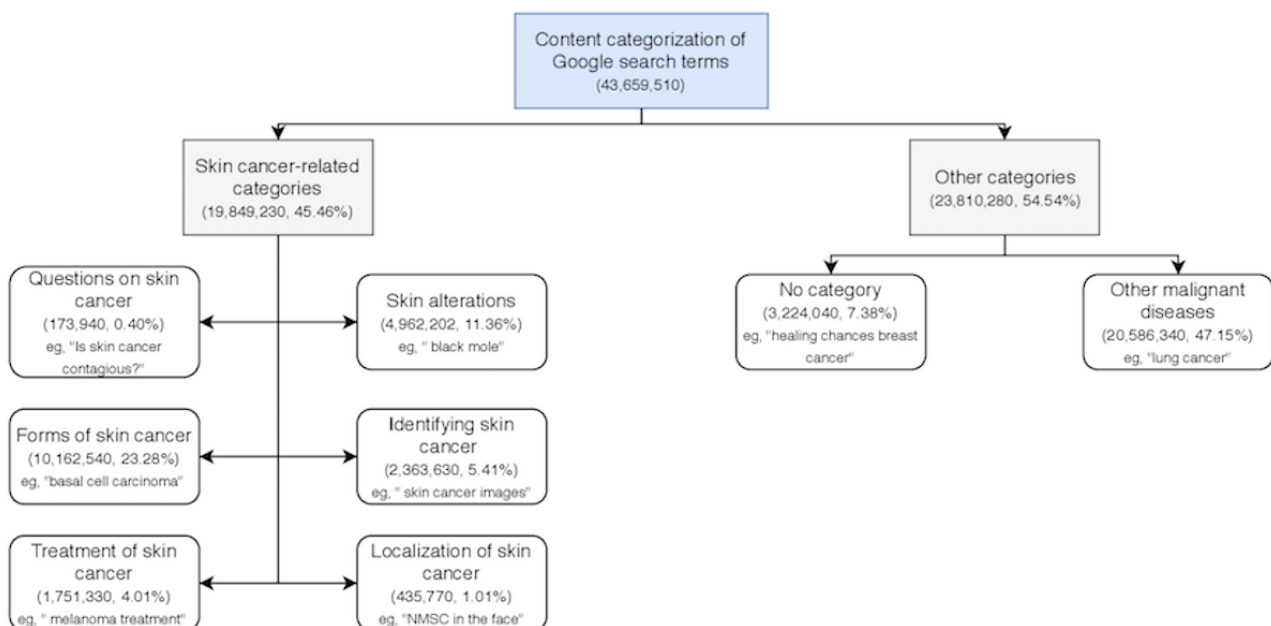 Content categorization of
Google search terms
(43,659,510)
Skin cancer-related
categories
(19,849,230, 45.46%)
Other categories
(23,810,280, 54.54%)
Questions on skin
cancer
(173,940, 0.40%)
eg, "Is skin cancer
contagious?"
Skin alterations
(4,962,202, 11.36%)
eg, " black mole"
No category
(3,224,040, 7.38%)
eg, "healing chances breast
cancer"
Other malignant
diseases
(20,586,340, 47.15%)
eg, "lung cancer"
Forms of skin cancer
(10,162,540, 23.28%)
eg, "basal cell carcinoma"
Identifying skin
cancer
(2,363,630, 5.41%)
eg, " skin cancer images"
Treatment of skin
cancer
(1,751,330, 4.01%)
eg, " melanoma treatment"
Localization of skin
cancer
(435,770, 1.01%)
eg, "NMSC in the face"